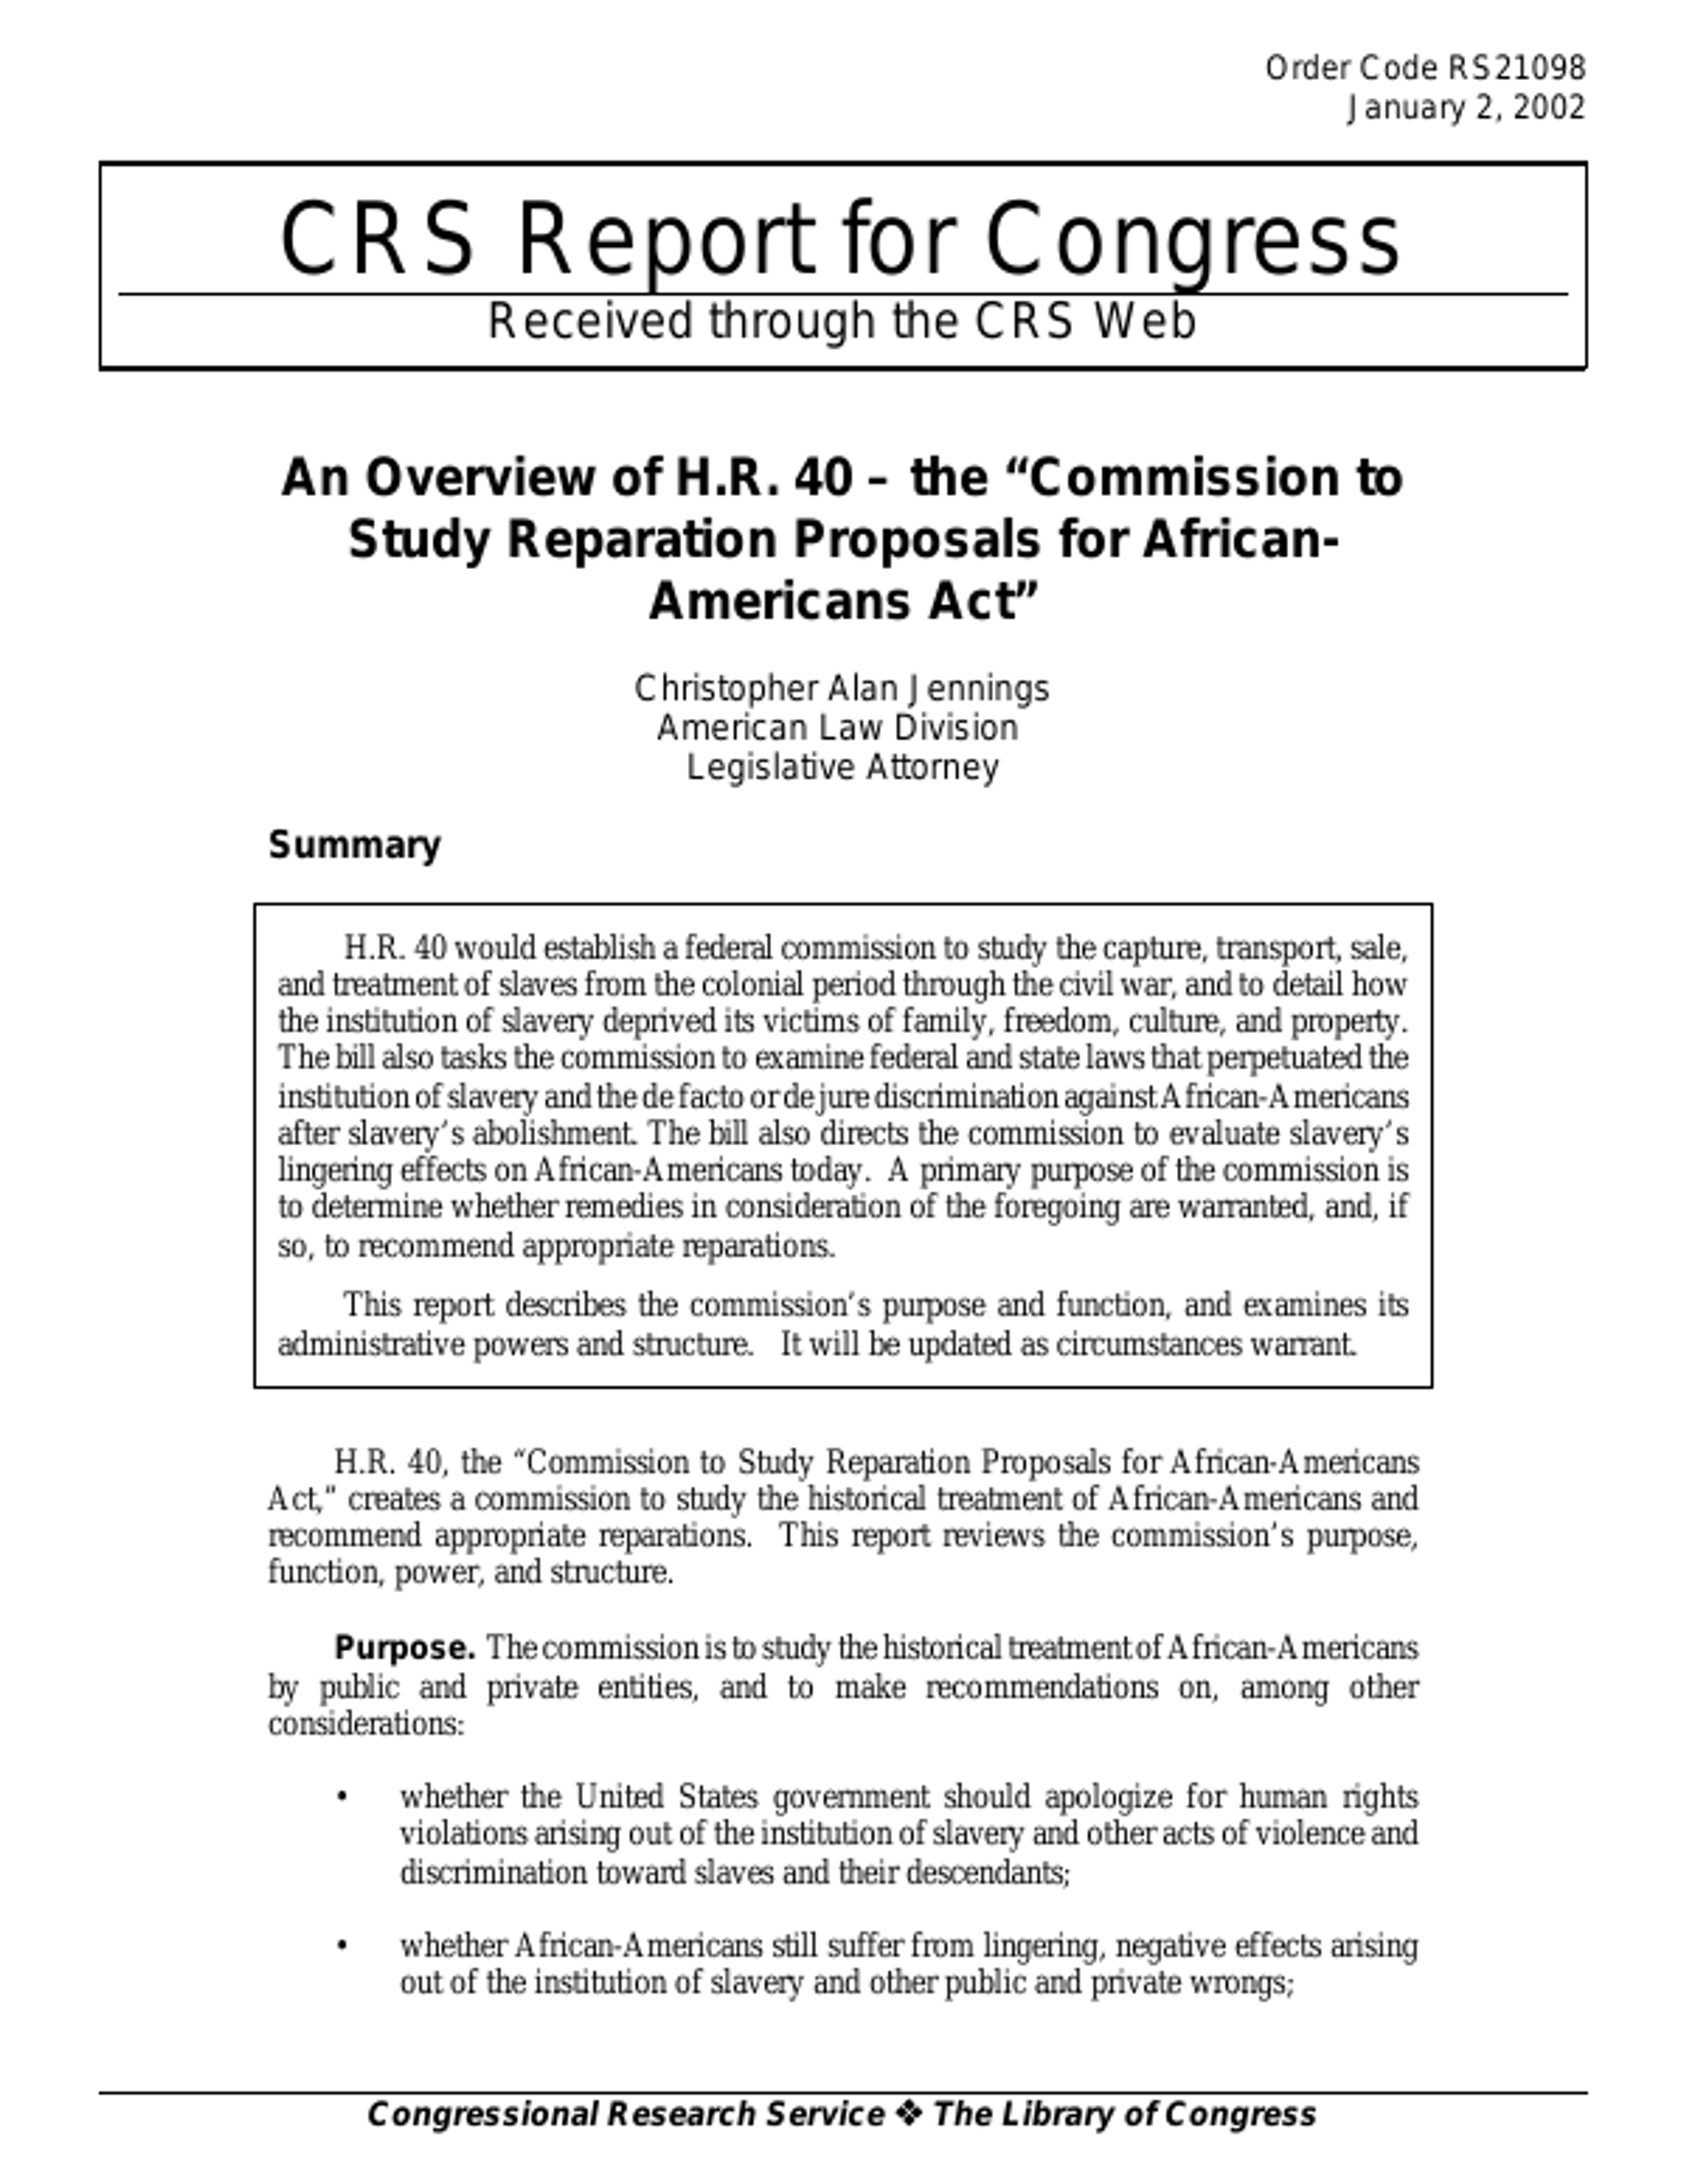 Order Code RS21098
January 2, 2002
CRS Report for Congress
Received through the CRS Web
An Overview of H.R. 40 – the “Commission to
Study Reparation Proposals for African-
Americans Act”
Christopher Alan Jennings
American Law Division
Legislative Attorney
Summary
H.R. 40 would establish a federal commission to study the capture, transport, sale,
and treatment of slaves from the colonial period through the civil war, and to detail how
the institution of slavery deprived its victims of family, freedom, culture, and property.
The bill also tasks the commission to examine federal and state laws that perpetuated the
institution of slavery and the de facto or de jure discrimination against African-Americans
after slavery’s abolishment. The bill also directs the commission to evaluate slavery’s
lingering effects on African-Americans today. A primary purpose of the commission is
to determine whether remedies in consideration of the foregoing are warranted, and, if
so, to recommend appropriate reparations.
This report describes the commission’s purpose and function, and examines its
administrative powers and structure. It will be updated as circumstances warrant.
H.R. 40, the “Commission to Study Reparation Proposals for African-Americans
Act,” creates a commission to study the historical treatment of African-Americans and
recommend appropriate reparations. This report reviews the commission’s purpose,
function, power, and structure.
Purpose. The commission is to study the historical treatment of African-Americans
by public and private entities, and to make recommendations on, among other
considerations:
• whether the United States government should apologize for human rights
violations arising out of the institution of slavery and other acts of violence and
discrimination toward slaves and their descendants;
• whether African-Americans still suffer from lingering, negative effects arising
out of the institution of slavery and other public and private wrongs;
Congressional Research Service ❖ The Library of Congress